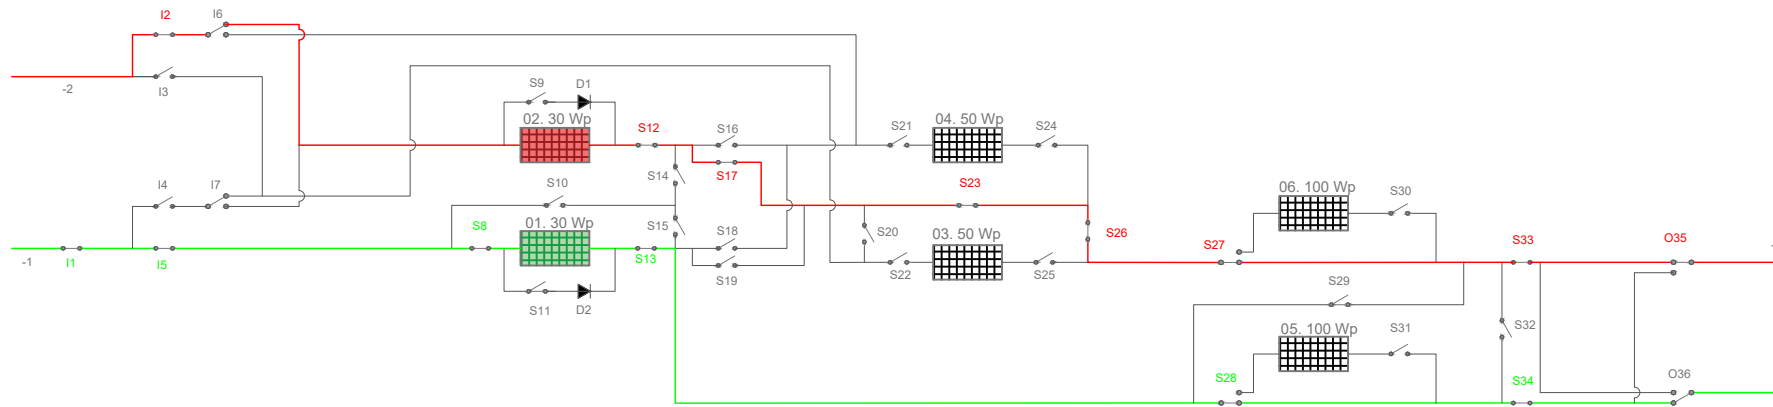 I2
I6
-2
I3
S9
D1
02. 30 Wp
S12
S16
S21
04. 50 Wp
S24
S14
S17
I4
I7
S10
S23
06. 100 Wp
S30
01. 30 Wp
S8
S15
S18
S20
03. 50 Wp
S26
S27
S33
O35
-1
I1
I5
S13
S19
S22
S25
S11
D2
S29
05. 100 Wp
S31
S32
S28
S34
O36